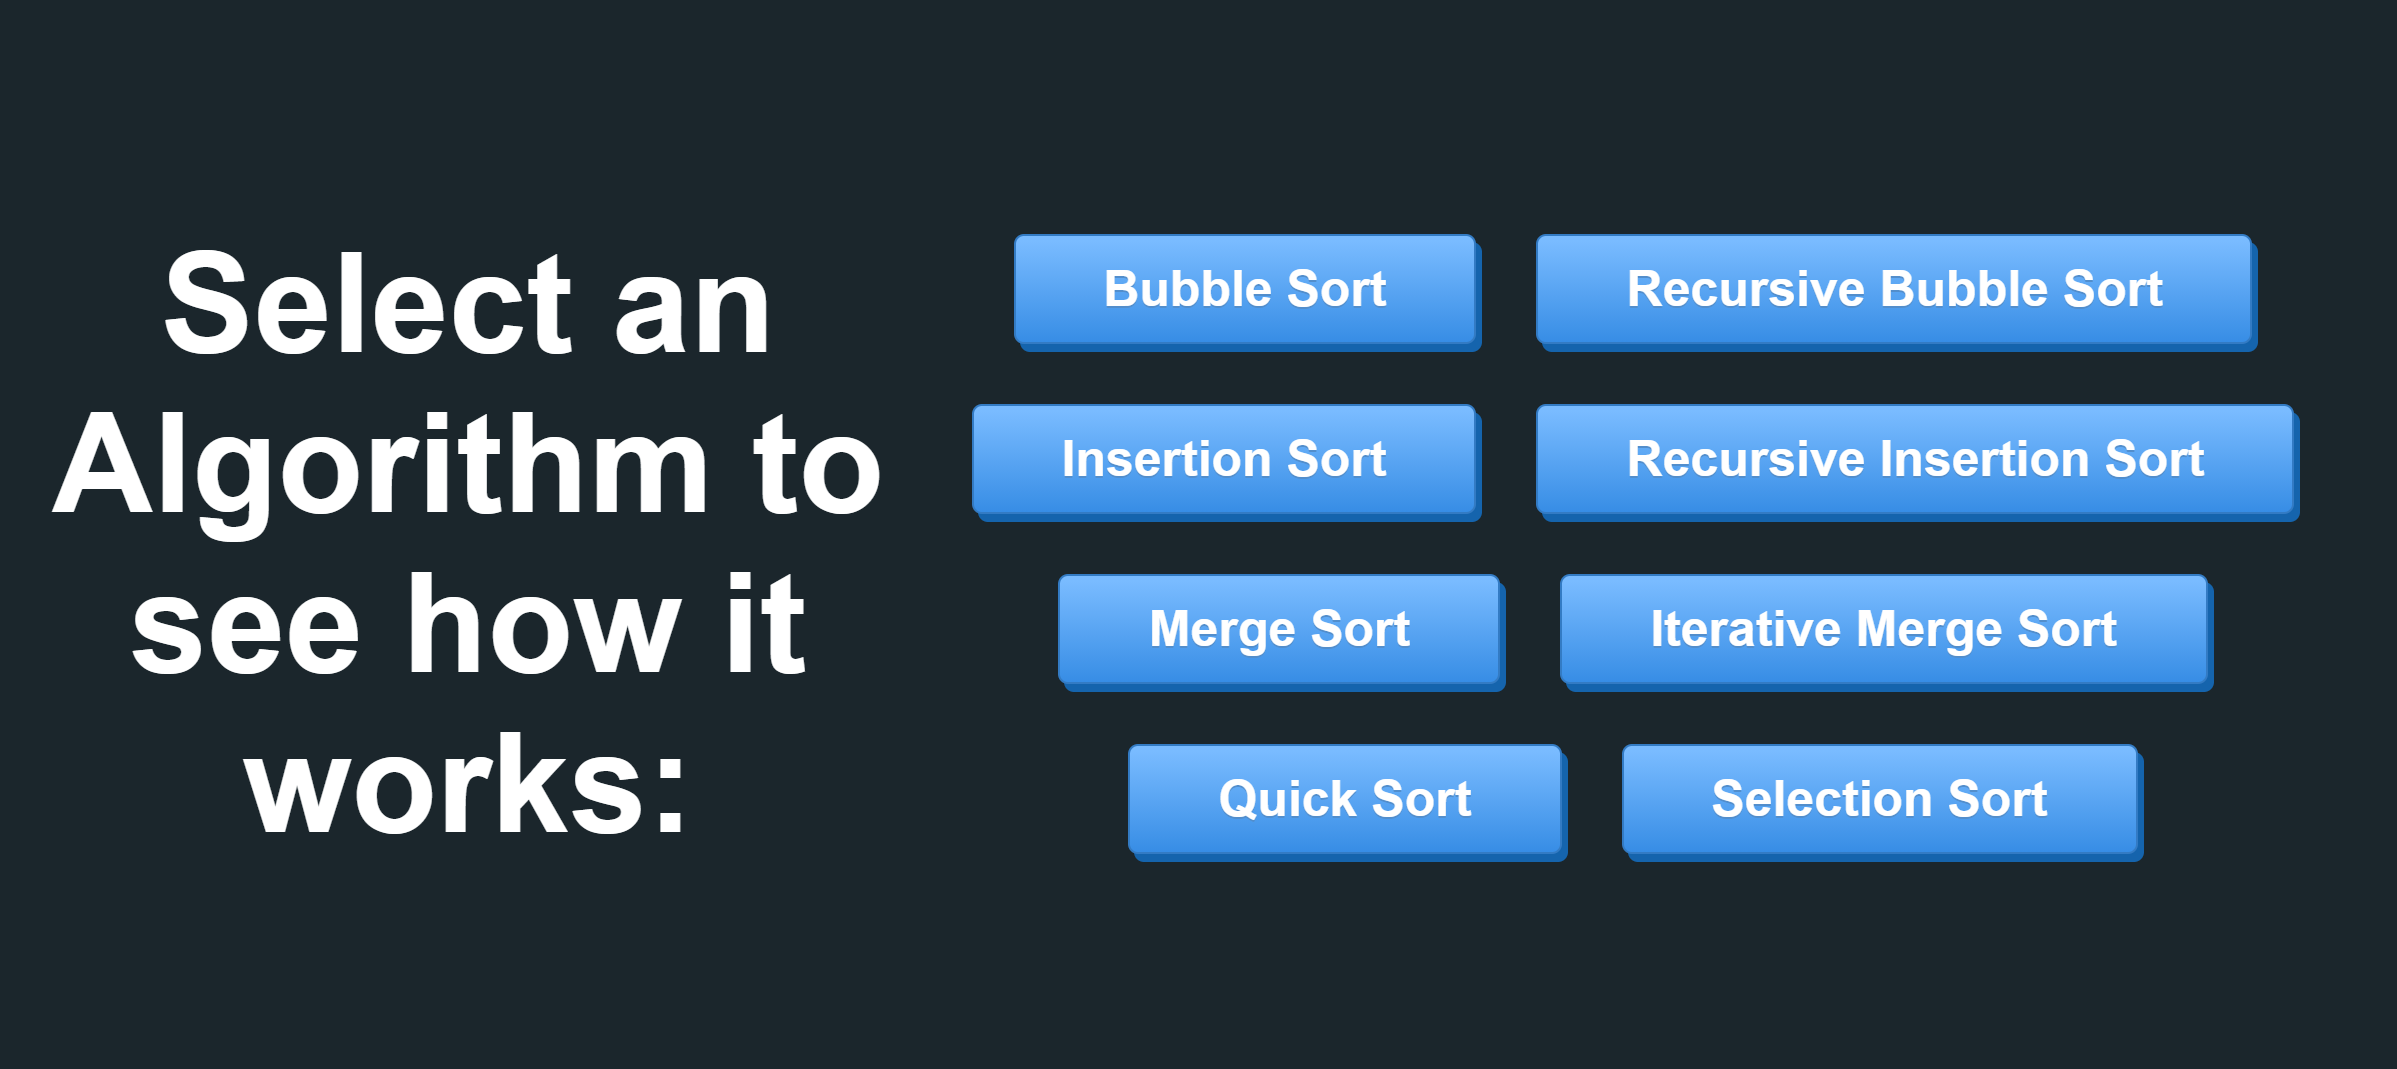 Select an
Algorithm to
see how it
works:
Bubble Sort
Recursive Bubble Sort
Insertion Sort
Recursive Insertion Sort
Merge Sort
Iterative Merge Sort
Quick Sort
Selection Sort